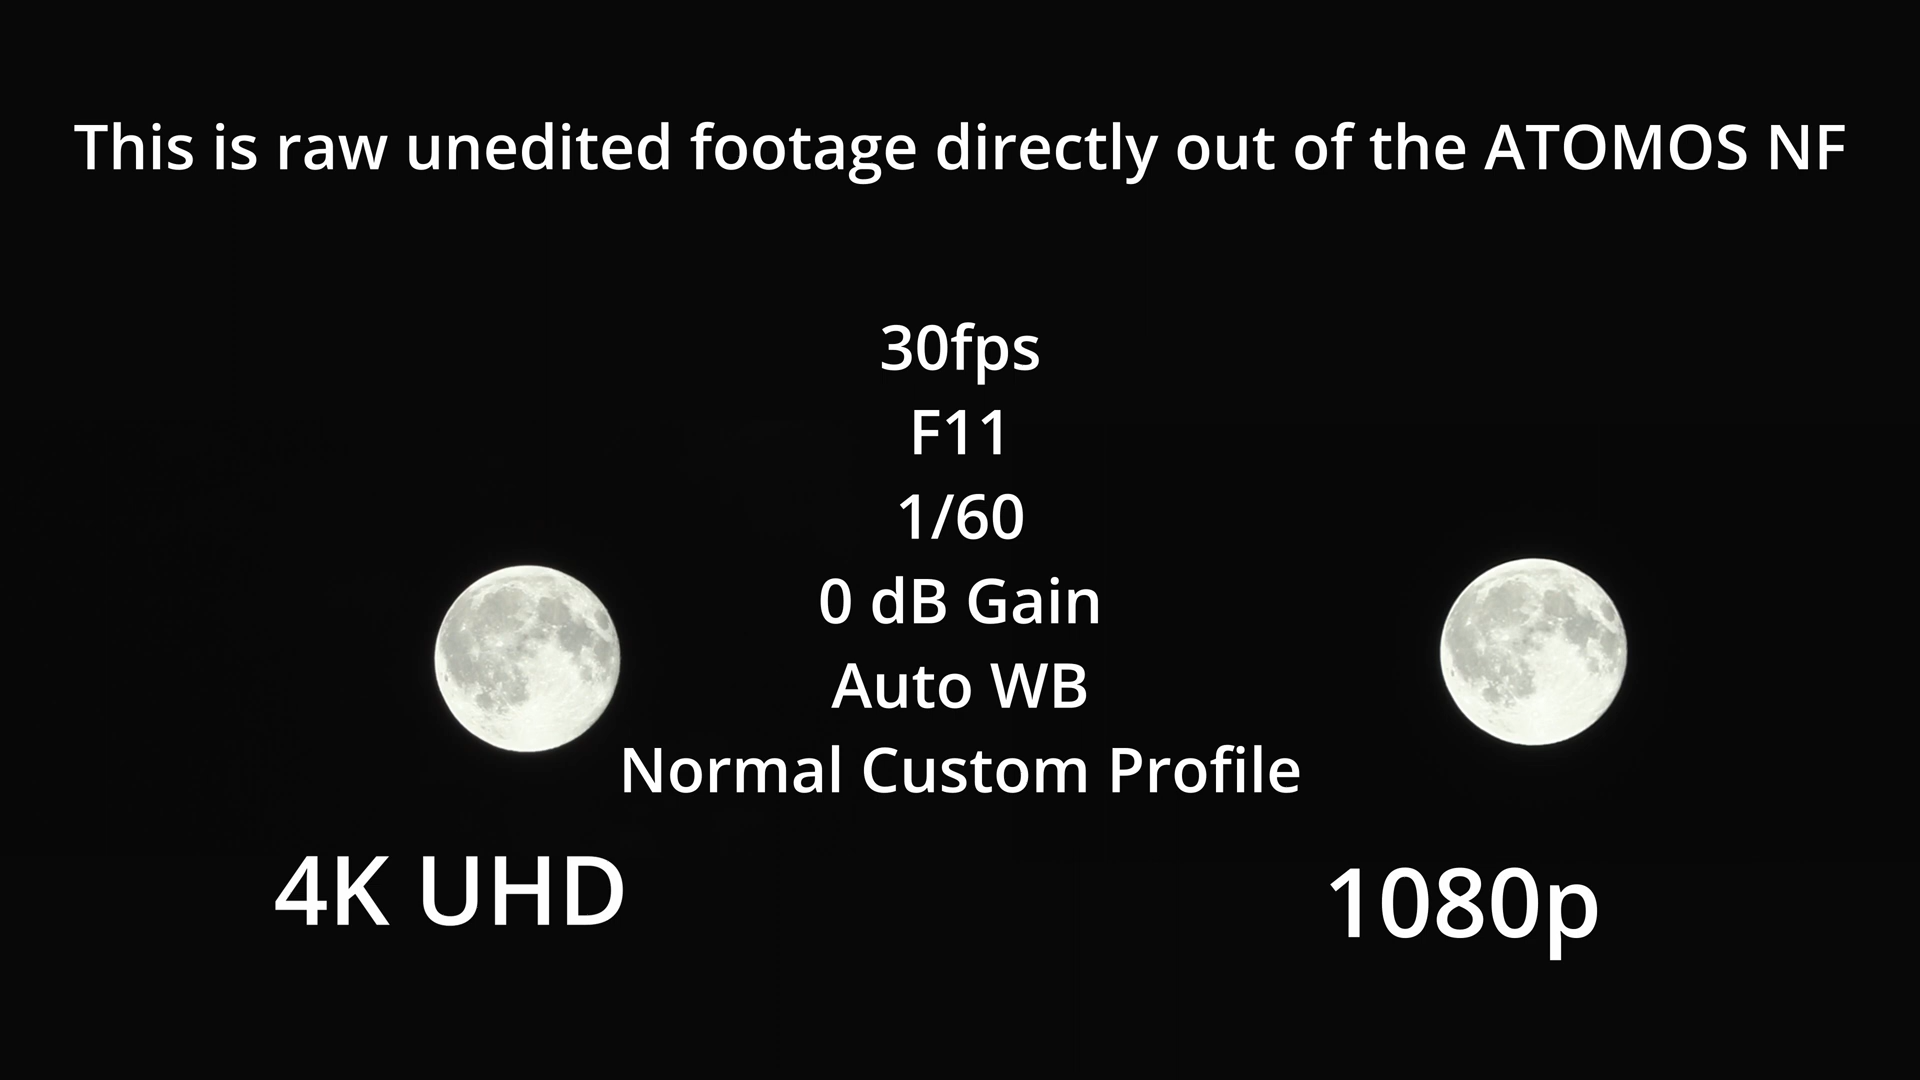 This is raw unedited footage directly out of the ATOMOS NF
30fps
F11
1/60
0 dB Gain
Auto WB
Normal Custom Profile
4K UHD
1080p